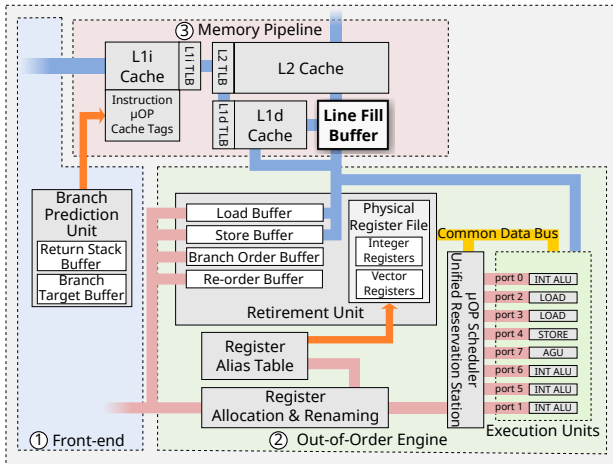 ③ Memory Pipeline
L1i
Cache
L1i TLB
L2 TLB
L2 Cache
Instruction
μOP
Cache Tags
L1d TLB
L1d
Cache
Line Fill
Buffer
Branch
Prediction
Unit
Return Stack
Buffer
Branch
Target Buffer
Load Buffer
Store Buffer
Branch Order Buffer
Re-order Buffer
Physical
Register File
Integer
Registers
Vector
Registers
Retirement Unit
Common Data Bus
Register
Alias Table
Register
Allocation & Renaming
μOP Scheduler
Unified Reservation Station
port 0 INT ALU
port 2 LOAD
port 3 LOAD
port 4 STORE
port 7 AGU
port 6 INT ALU
port 5 INT ALU
port 1 INT ALU
Execution Units
① Front-end
② Out-of-Order Engine